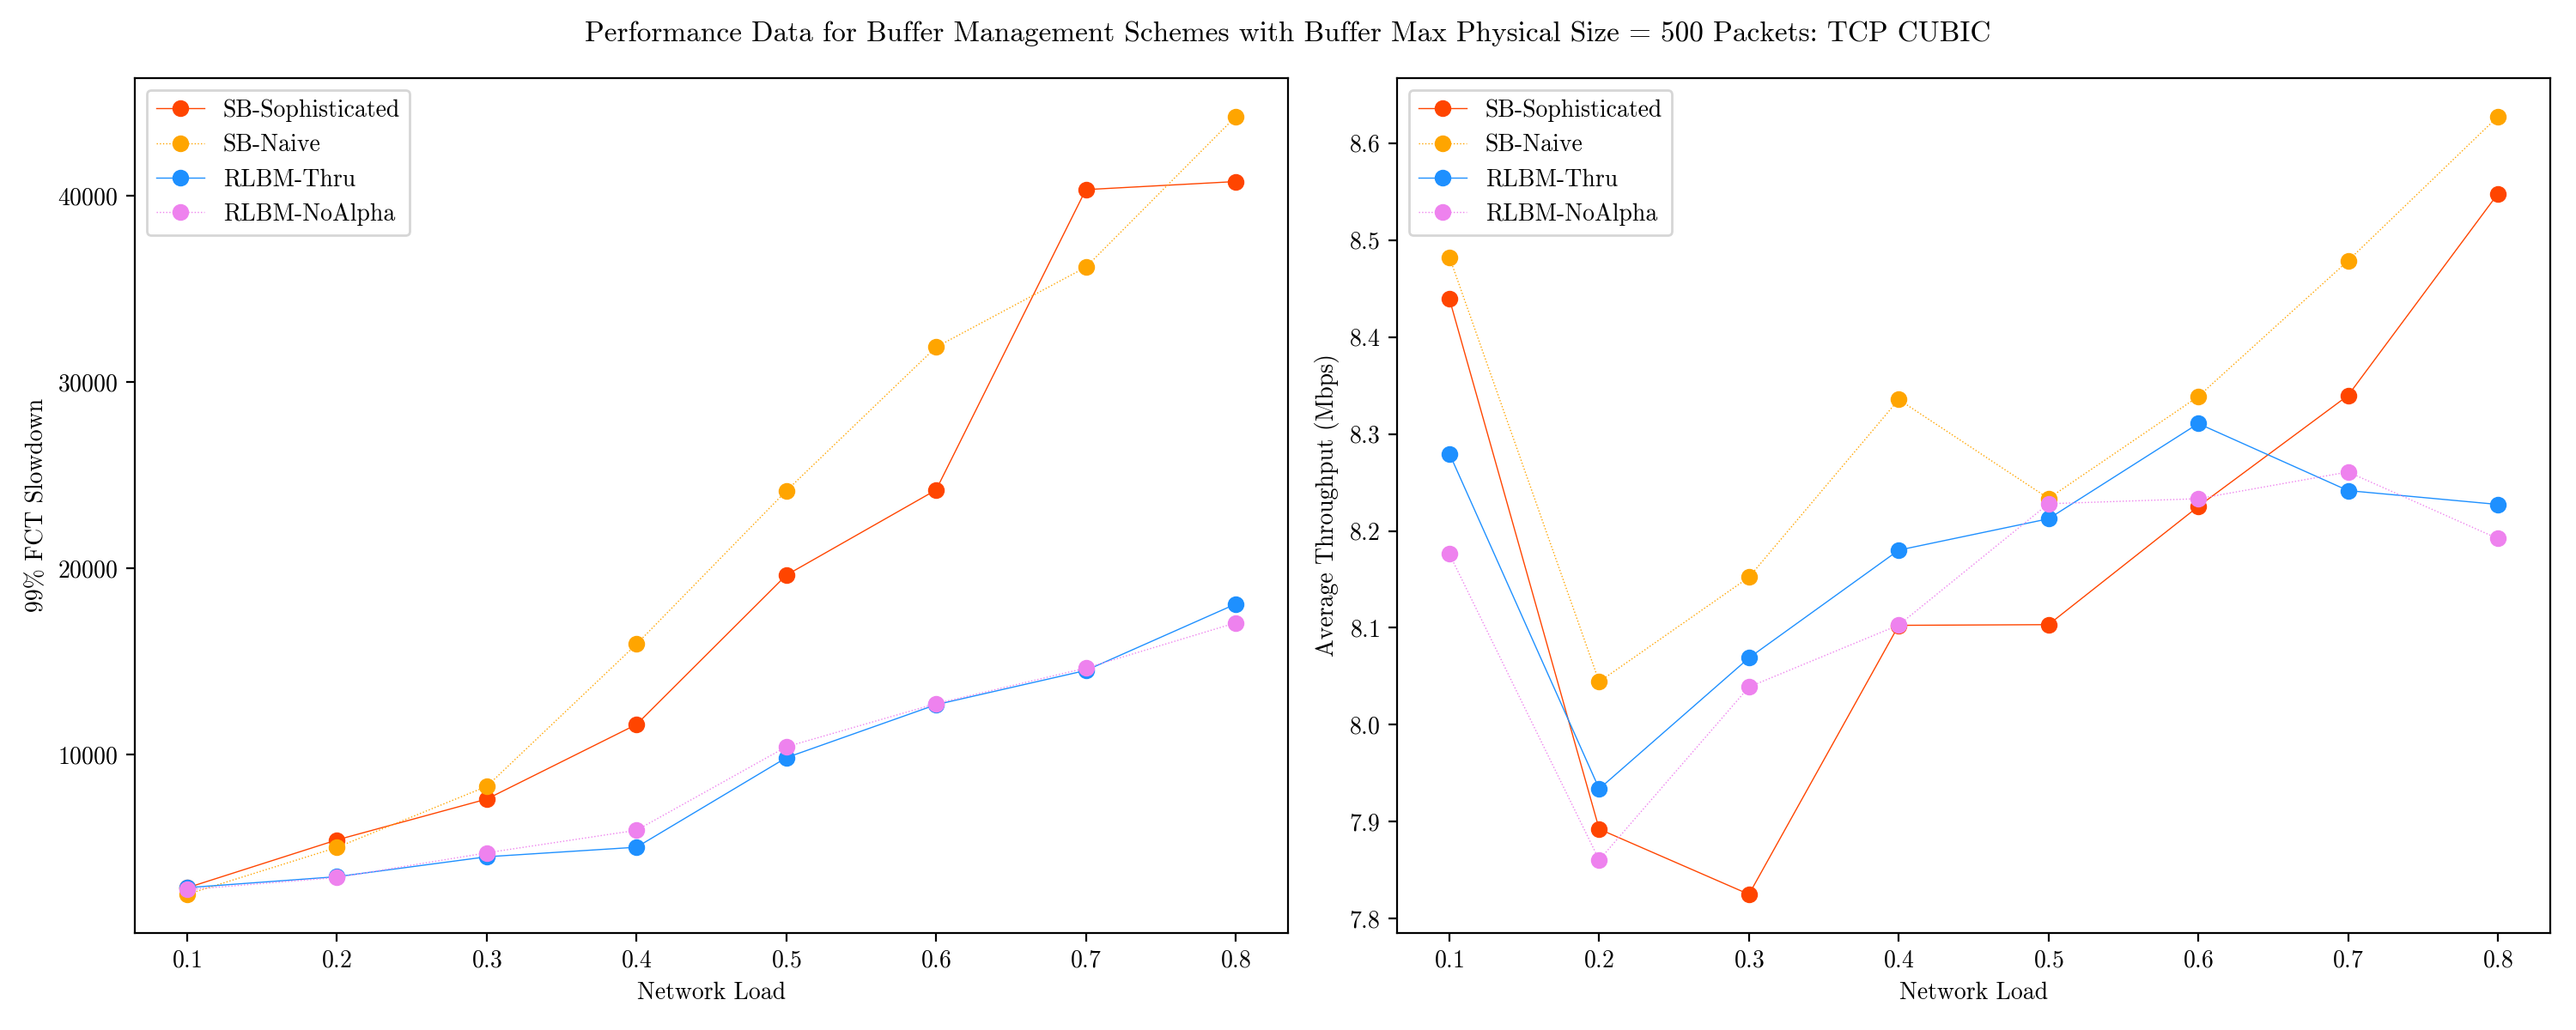 Performance Data for Buffer Management Schemes with Buffer Max Physical Size = 500 Packets: TCP CUBIC
SB-Sophisticated
SB-Naive
RLBM-Thru
RLBM-NoAlpha
40000
30000
20000
10000
99% FCT Slowdown
0.1 0.2 0.3 0.4 0.5 0.6 0.7 0.8
Network Load
SB-Sophisticated
SB-Naive
RLBM-Thru
RLBM-NoAlpha
8.6
8.5
8.4
8.3
8.2
8.1
8.0
7.9
7.8
Average Throughput (Mbps)
0.1 0.2 0.3 0.4 0.5 0.6 0.7 0.8
Network Load